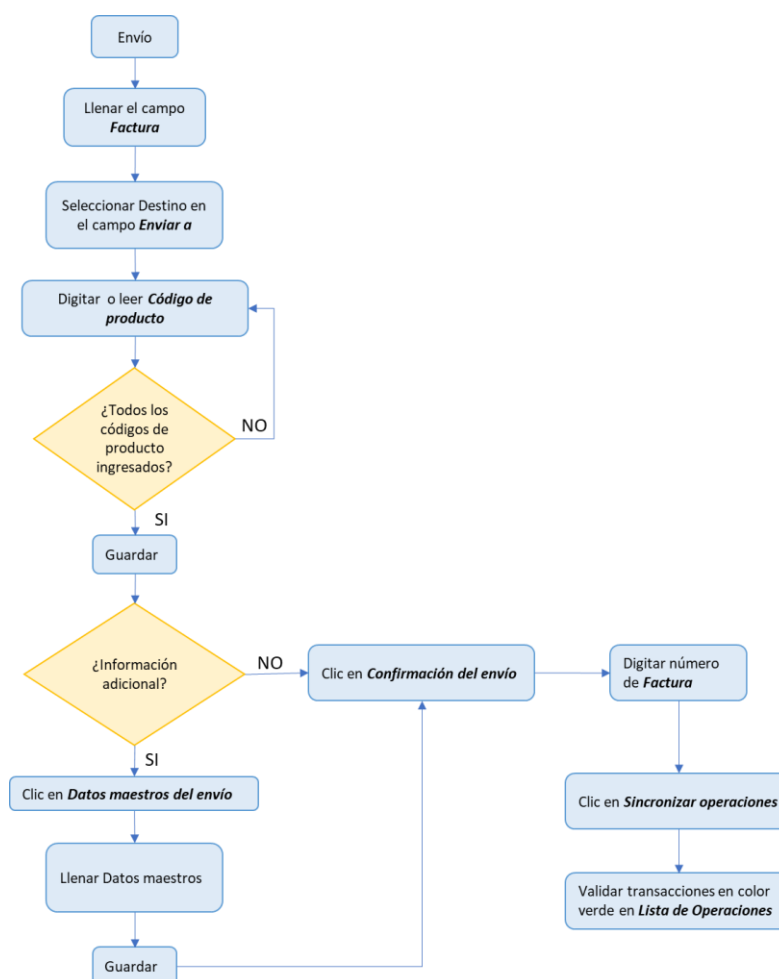 Envío
Llenar el campo
Factura
Seleccionar Destino en
el campo Enviar a
Digitar o leer Código de
producto
¿Todos los
códigos de
producto
ingresados?
NO
SI
Guardar
¿Información
adicional?
NO
SI
Clic en Datos maestros del envío
Llenar Datos maestros
Guardar
Clic en Confirmación del envío
Digitar número
de Factura
Clic en Sincronizar operaciones
Validar transacciones en color
verde en Lista de Operaciones